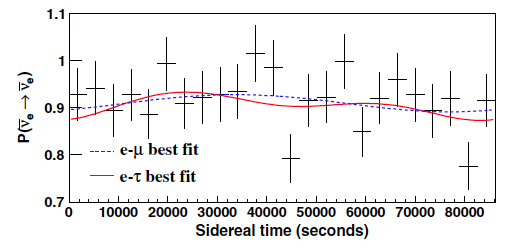 1.1
1
0.9
0.8
0.7
P(ν̄e → ν̄e)
e-μ best fit
e-τ best fit
0 10000 20000 30000 40000 50000 60000 70000 80000
Sidereal time (seconds)